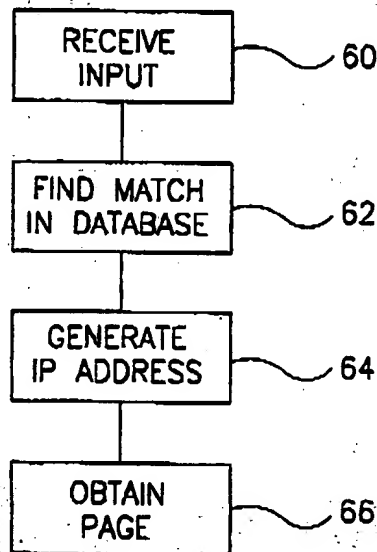 RECEIVE
INPUT
60
FIND MATCH
IN DATABASE
62
GENERATE
IP ADDRESS
64
OBTAIN
PAGE
66